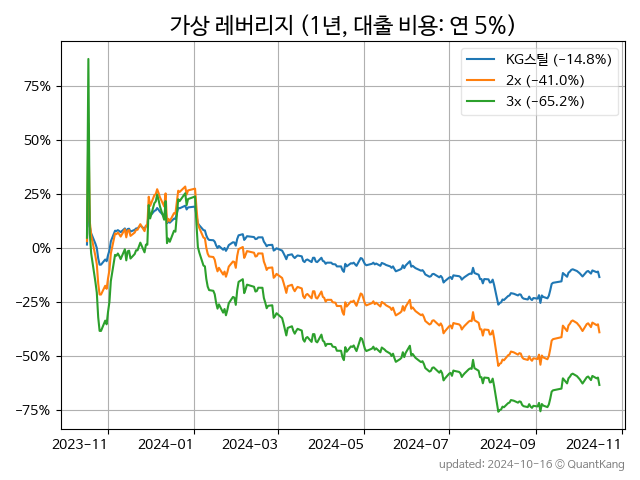 가상 레버리지 (1년, 대출 비용: 연 5%)
KG스틸 (-14.8%)
2x (-41.0%)
3x (-65.2%)
75%
50%
25%
0%
-25%
-50%
-75%
2023-11 2024-01 2024-03 2024-05 2024-07 2024-09 2024-11
updated: 2024-10-16 © QuantKang